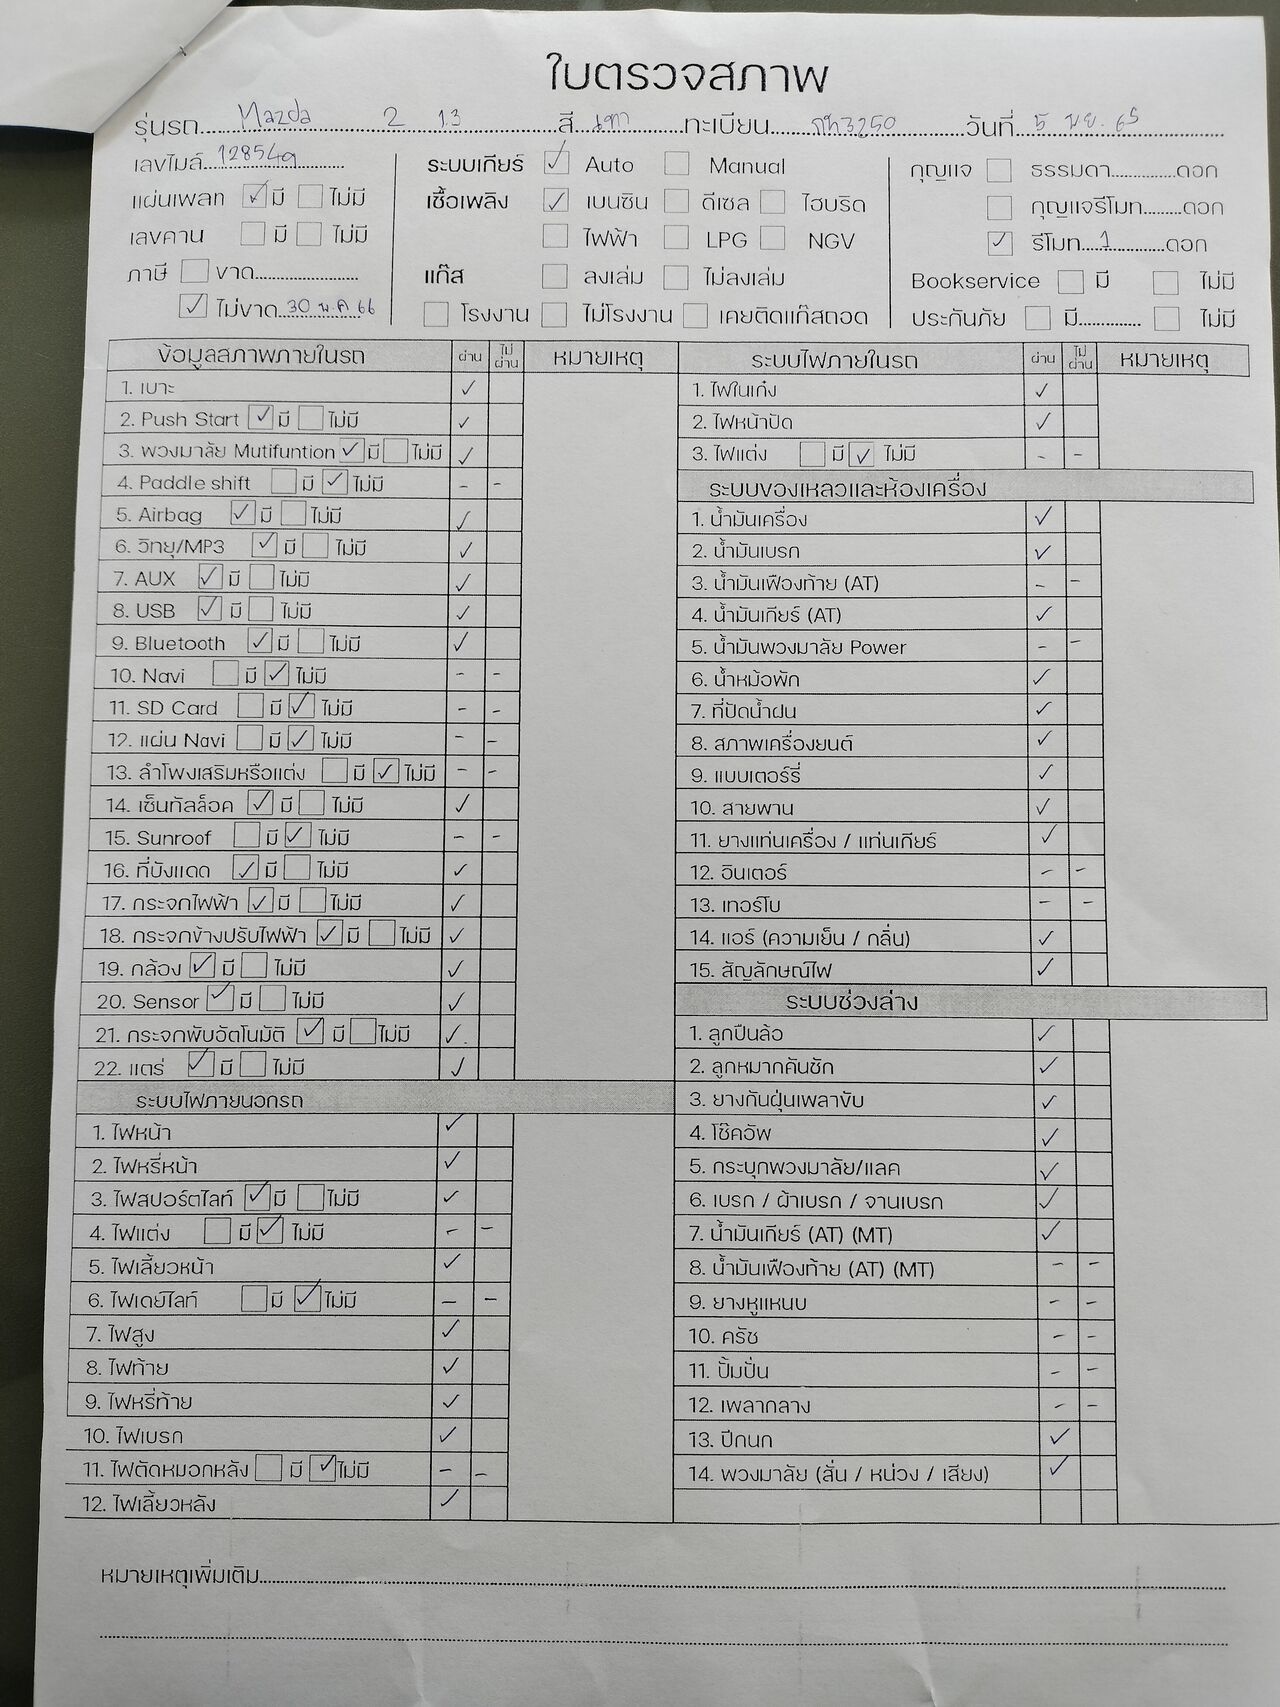 ใบตรวจสภาพ
รุ่นรถ Mazda 2 13 สี เทา ทะเบียน 3250 วันที่ 5 พ.ย. 65
เลขไมล์ 128549 ระบบเกียร์ ✓ Auto Manual กุญแจ ธรรมดา ดอก
แผ่นเพลท ✓ มี ไม่มี เชื้อเพลิง ✓ เบนซิน ดีเซล ไฮบริด กุญแจรีโมท ดอก
เลขคาน มี ไม่มี ไฟฟ้า LPG NGV ✓ รีโมท 1 ดอก
ภาษี ขาด แก๊ส ลงเล่ม ไม่ลงเล่ม Bookservice มี ไม่มี
✓ ไม่ขาด 30 พ.ค 66 โรงงาน ไม่โรงงาน เคยติดแก๊สถอด ประกันภัย มี ไม่มี
ข้อมูลสภาพภายในรถ ผ่าน ไม่ผ่าน หมายเหตุ
1. เบาะ ✓
2. Push Start ✓ มี ไม่มี ✓
3. พวงมาลัย Mutifuntion ✓ มี ไม่มี ✓
4. Paddle shift มี ✓ ไม่มี - -
5. Airbag ✓ มี ไม่มี ✓
6. วิทยุ/MP3 ✓ มี ไม่มี ✓
7. AUX ✓ มี ไม่มี ✓
8. USB ✓ มี ไม่มี ✓
9. Bluetooth ✓ มี ไม่มี ✓
10. Navi มี ✓ ไม่มี - -
11. SD Card มี ✓ ไม่มี - -
12. แผ่น Navi มี ✓ ไม่มี - -
13. ลำโพงเสริมหรือแต่ง มี ✓ ไม่มี - -
14. เซ็นทัลล็อค ✓ มี ไม่มี ✓
15. Sunroof มี ✓ ไม่มี - -
16. ที่บังแดด ✓ มี ไม่มี ✓
17. กระจกไฟฟ้า ✓ มี ไม่มี ✓
18. กระจกข้างปรับไฟฟ้า ✓ มี ไม่มี ✓
19. กล้อง ✓ มี ไม่มี ✓
20. Sensor ✓ มี ไม่มี ✓
21. กระจกพับอัตโนมัติ ✓ มี ไม่มี ✓
22. แตร่ ✓ มี ไม่มี ✓
ระบบไฟภายนอกรถ
1. ไฟหน้า ✓
2. ไฟหรี่หน้า ✓
3. ไฟสปอร์ตไลท์ ✓ มี ไม่มี ✓
4. ไฟแต่ง มี ✓ ไม่มี - -
5. ไฟเลี้ยวหน้า ✓
6. ไฟเดย์ไลท์ มี ✓ ไม่มี - -
7. ไฟสูง ✓
8. ไฟท้าย ✓
9. ไฟหรี่ท้าย ✓
10. ไฟเบรก ✓
11. ไฟตัดหมอกหลัง มี ✓ ไม่มี - -
12. ไฟเลี้ยวหลัง ✓
ระบบไฟภายในรถ ผ่าน ไม่ผ่าน หมายเหตุ
1. ไฟในเก๋ง ✓
2. ไฟหน้าปัด ✓
3. ไฟแต่ง มี ✓ ไม่มี - -
ระบบของเหลวและห้องเครื่อง
1. น้ำมันเครื่อง ✓
2. น้ำมันเบรก ✓
3. น้ำมันเฟืองท้าย (AT) - -
4. น้ำมันเกียร์ (AT) ✓
5. น้ำมันพวงมาลัย Power - -
6. น้ำหม้อพัก ✓
7. ที่ปัดน้ำฝน ✓
8. สภาพเครื่องยนต์ ✓
9. แบบเตอร์รี่ ✓
10. สายพาน ✓
11. ยางแท่นเครื่อง / แท่นเกียร์ ✓
12. อินเตอร์ - -
13. เทอร์โบ - -
14. แอร์ (ความเย็น / กลิ่น) ✓
15. สัญลักษณ์ไฟ ✓
ระบบช่วงล่าง
1. ลูกปืนล้อ ✓
2. ลูกหมากคันชัก ✓
3. ยางกันฝุ่นเพลาขับ ✓
4. โช๊คอัพ ✓
5. กระบุกพวงมาลัย/แลค ✓
6. เบรก / ผ้าเบรก / จานเบรก ✓
7. น้ำมันเกียร์ (AT) (MT) ✓
8. น้ำมันเฟืองท้าย (AT) (MT) - -
9. ยางหูแหนบ - -
10. ครัช - -
11. ปั้มปั่น - -
12. เพลากลาง - -
13. ปีกนก ✓
14. พวงมาลัย (สั่น / หน่วง / เสียง) ✓
หมายเหตุเพิ่มเติม